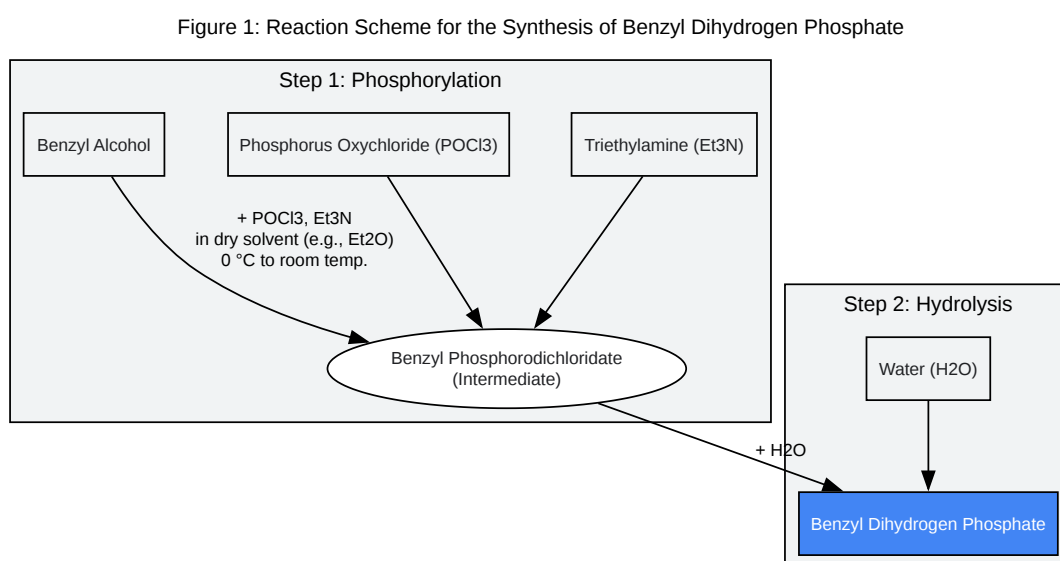 Figure 1: Reaction Scheme for the Synthesis of Benzyl Dihydrogen Phosphate
Step 1: Phosphorylation
Benzyl Alcohol
Phosphorus Oxychloride (POCl3)
Triethylamine (Et3N)
+ POCl3, Et3N
in dry solvent (e.g., Et2O)
0 °C to room temp.
Benzyl Phosphorodichloridate
(Intermediate)
Step 2: Hydrolysis
Water (H2O)
+ H2O
Benzyl Dihydrogen Phosphate